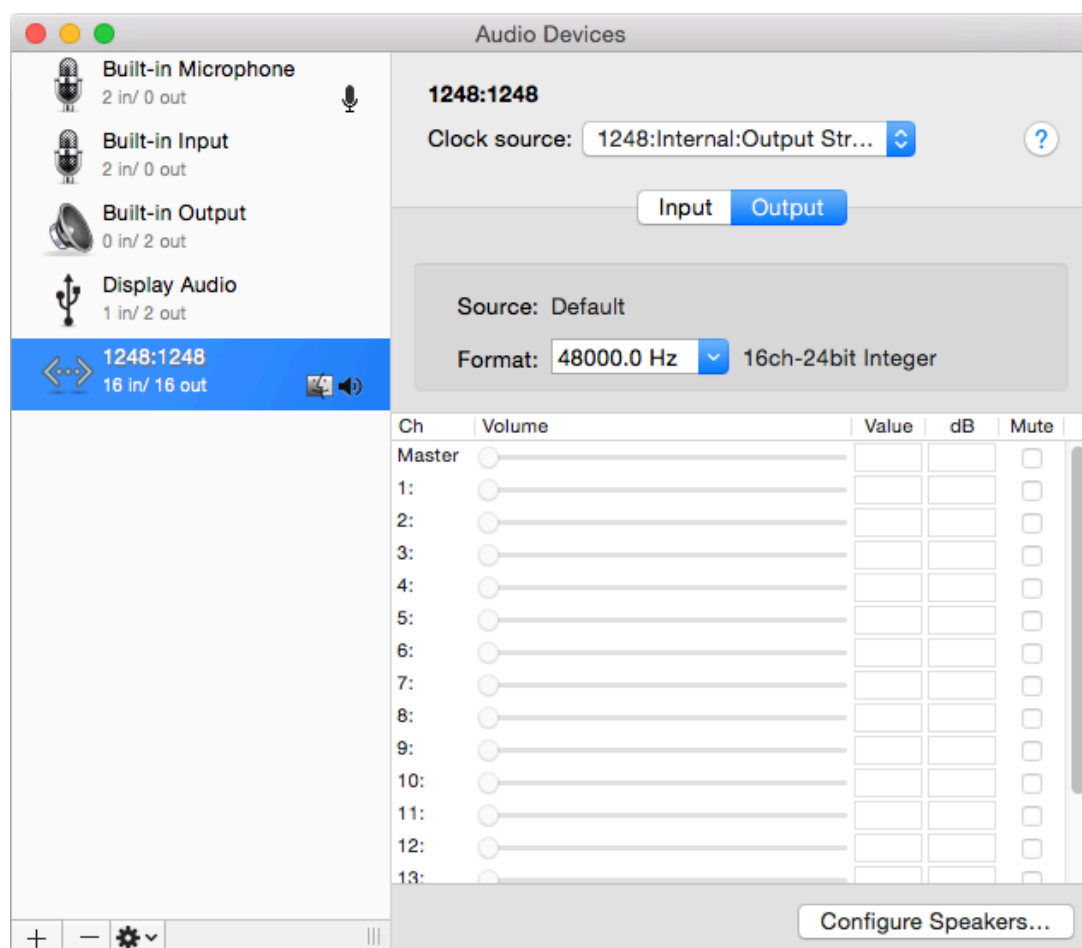 Audio Devices
Built-in Microphone
2 in/ 0 out
Built-in Input
2 in/ 0 out
Built-in Output
0 in/ 2 out
Display Audio
1 in/ 2 out
1248:1248
16 in/ 16 out
1248:1248
Clock source: 1248:Internal:Output Str... ?
Input Output
Source: Default
Format: 48000.0 Hz 16ch-24bit Integer
Ch Volume Value dB Mute
Master
1:
2:
3:
4:
5:
6:
7:
8:
9:
10:
11:
12:
13:
Configure Speakers...